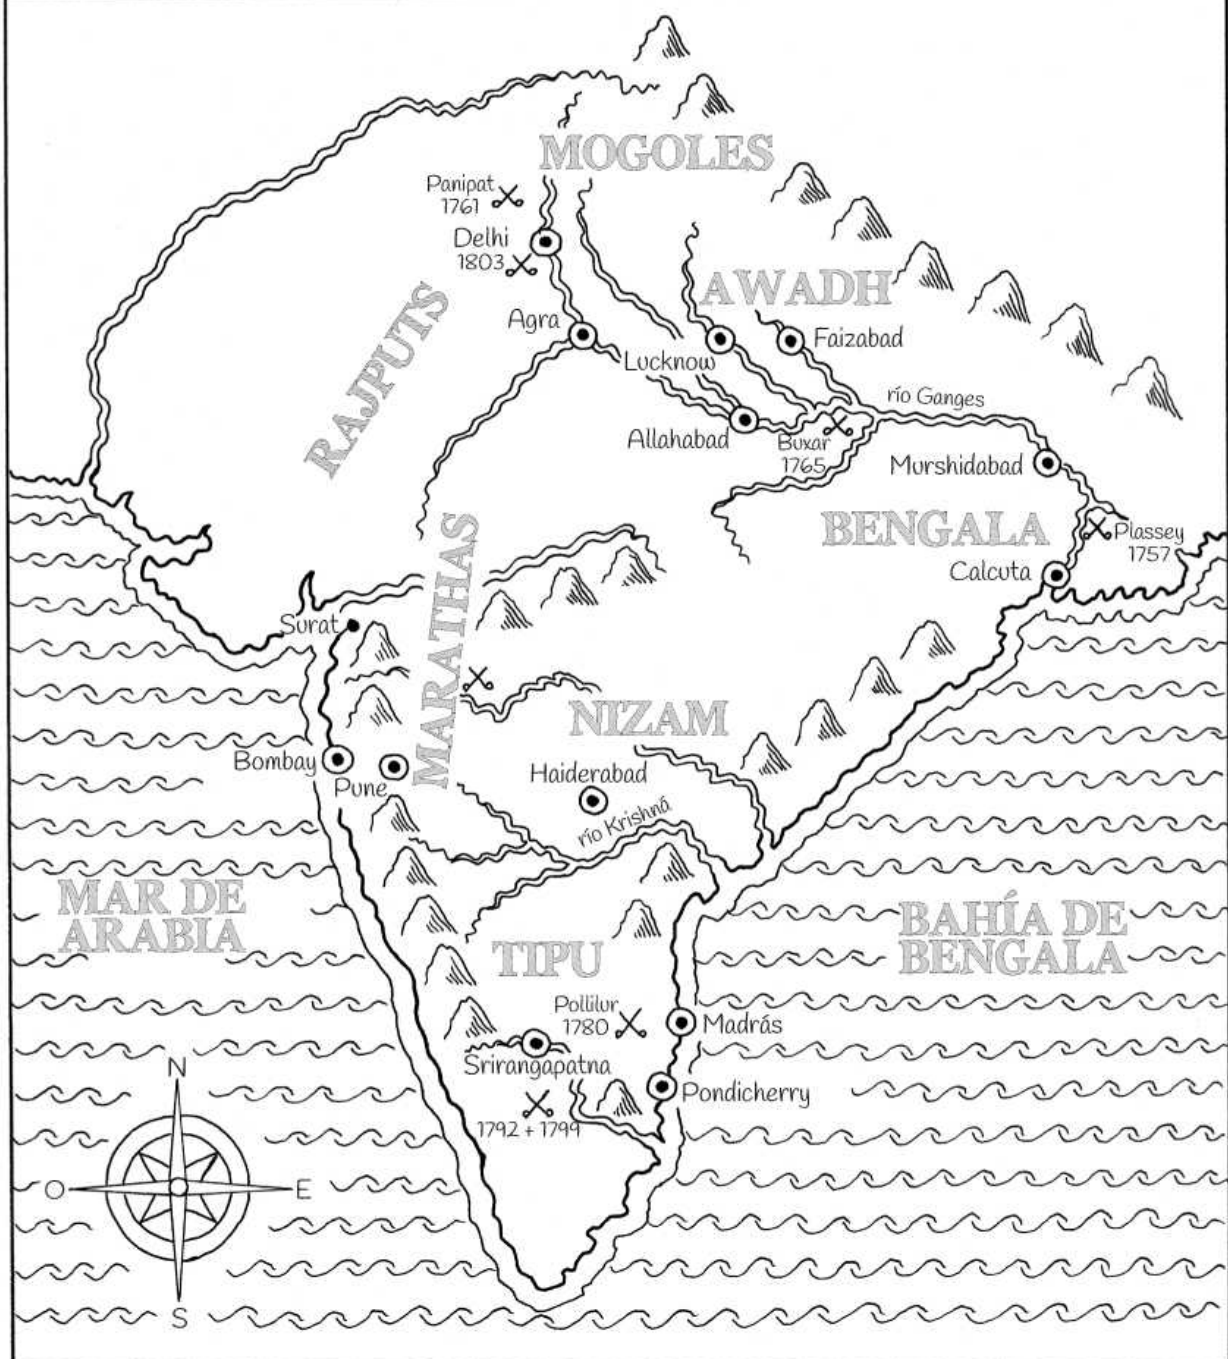 MOGOLES
Panipat
1761
Delhi
1803
AWADH
RAJPUTS
Agra
Faizabad
Lucknow
río Ganges
Allahabad
Buxar
1765
Murshidabad
BENGALA
Plassey
1757
Calcuta
MARATHAS
Surat
NIZAM
Bombay
Pune
Haiderabad
río Krishná
MAR DE
ARABIA
BAHÍA DE
BENGALA
TIPU
Pollilur
1780
Madrás
Srirangapatna
Pondicherry
1792 + 1799
N
O
E
S